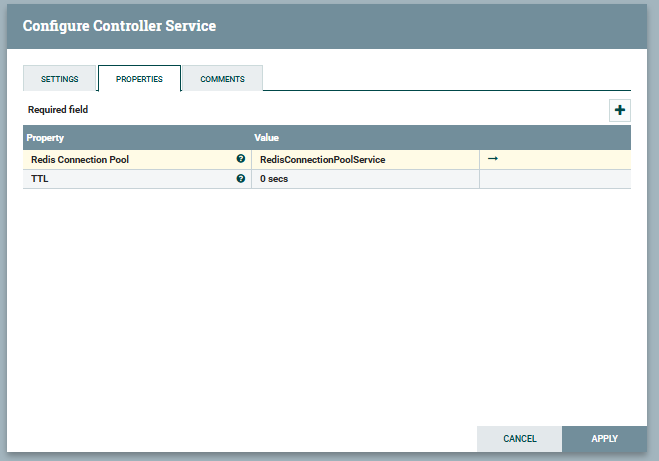 Configure Controller Service
SETTINGS PROPERTIES COMMENTS
Required field
Property Value
Redis Connection Pool RedisConnectionPoolService
TTL 0 secs
CANCEL APPLY